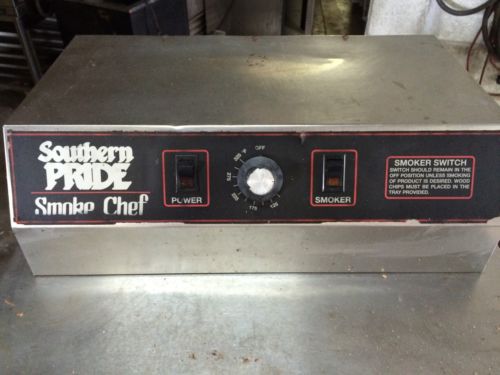 Southern
PRIDE
Smoke Chef
POWER
OFF
SMOKER
SMOKER SWITCH
SWITCH SHOULD REMAIN IN THE
OFF POSITION UNLESS SMOKING
OF PRODUCT IS DESIRED. WOOD
CHIPS MUST BE PLACED IN THE
TRAY PROVIDED.